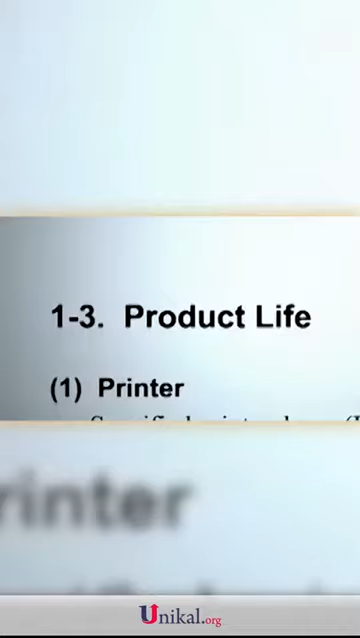 1-3. Product Life
(1) Printer
rinter
Unikal.org